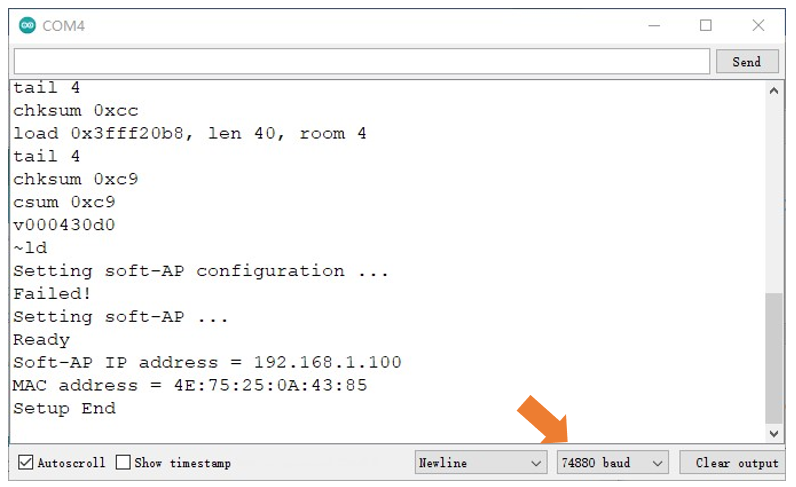 COM4
Send
tail 4
chksum 0xcc
load 0x3fff20b8, len 40, room 4
tail 4
chksum 0xc9
csum 0xc9
v000430d0
~ld
Setting soft-AP configuration ...
Failed!
Setting soft-AP ...
Ready
Soft-AP IP address = 192.168.1.100
MAC address = 4E:75:25:0A:43:85
Setup End
Autoscroll Show timestamp Newline 74880 baud Clear output